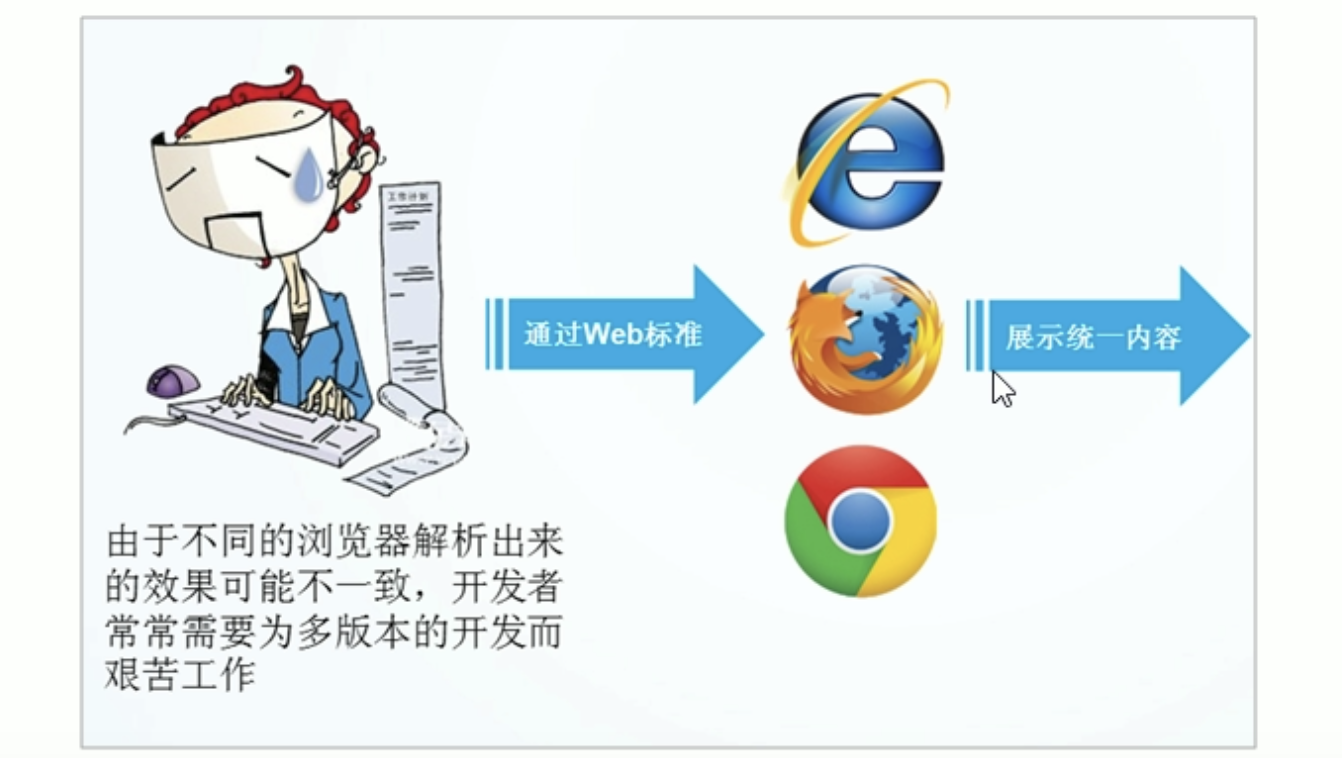 工作计划
通过Web标准
展示统一内容
由于不同的浏览器解析出来
的效果可能不一致，开发者
常常需要为多版本的开发而
艰苦工作